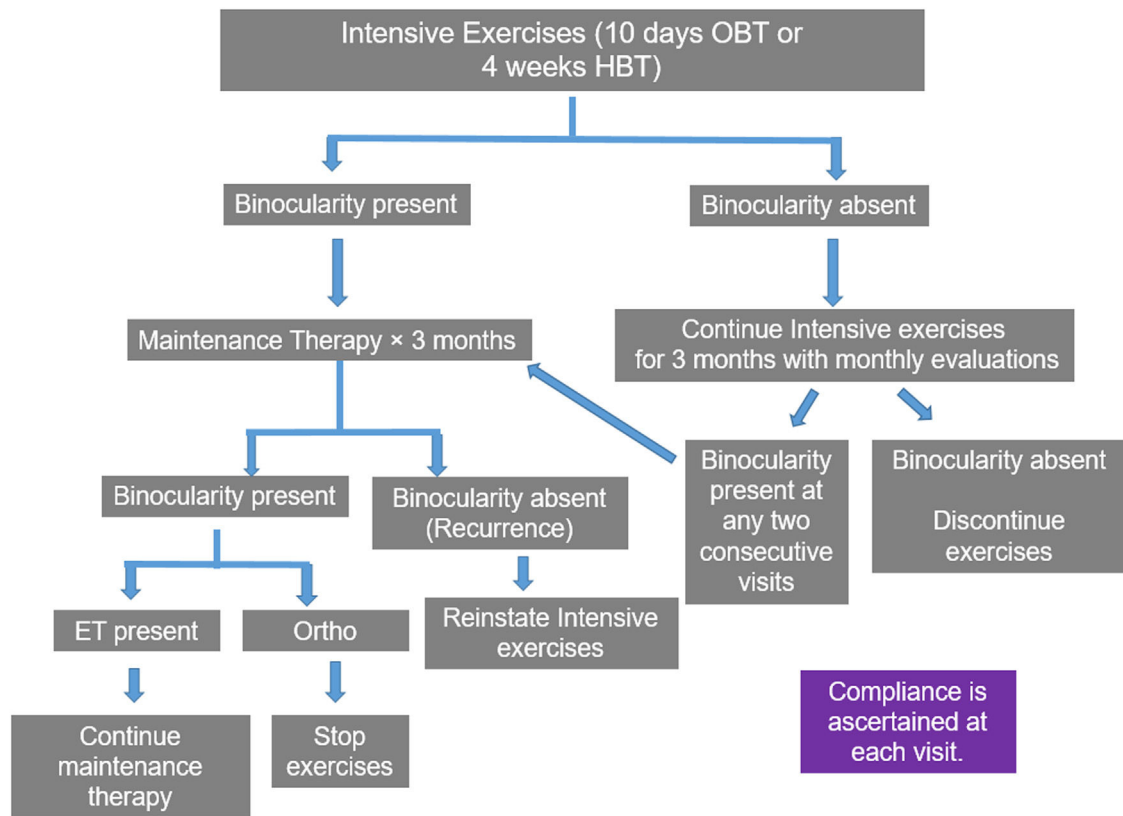 Intensive Exercises (10 days OBT or
4 weeks HBT)
Binocularity present
Binocularity absent
Maintenance Therapy × 3 months
Continue Intensive exercises
for 3 months with monthly evaluations
Binocularity present
Binocularity absent
(Recurrence)
Binocularity
present at
any two
consecutive
visits
Binocularity absent
Discontinue
exercises
ET present
Ortho
Reinstate Intensive
exercises
Continue
maintenance
therapy
Stop
exercises
Compliance is
ascertained at
each visit.